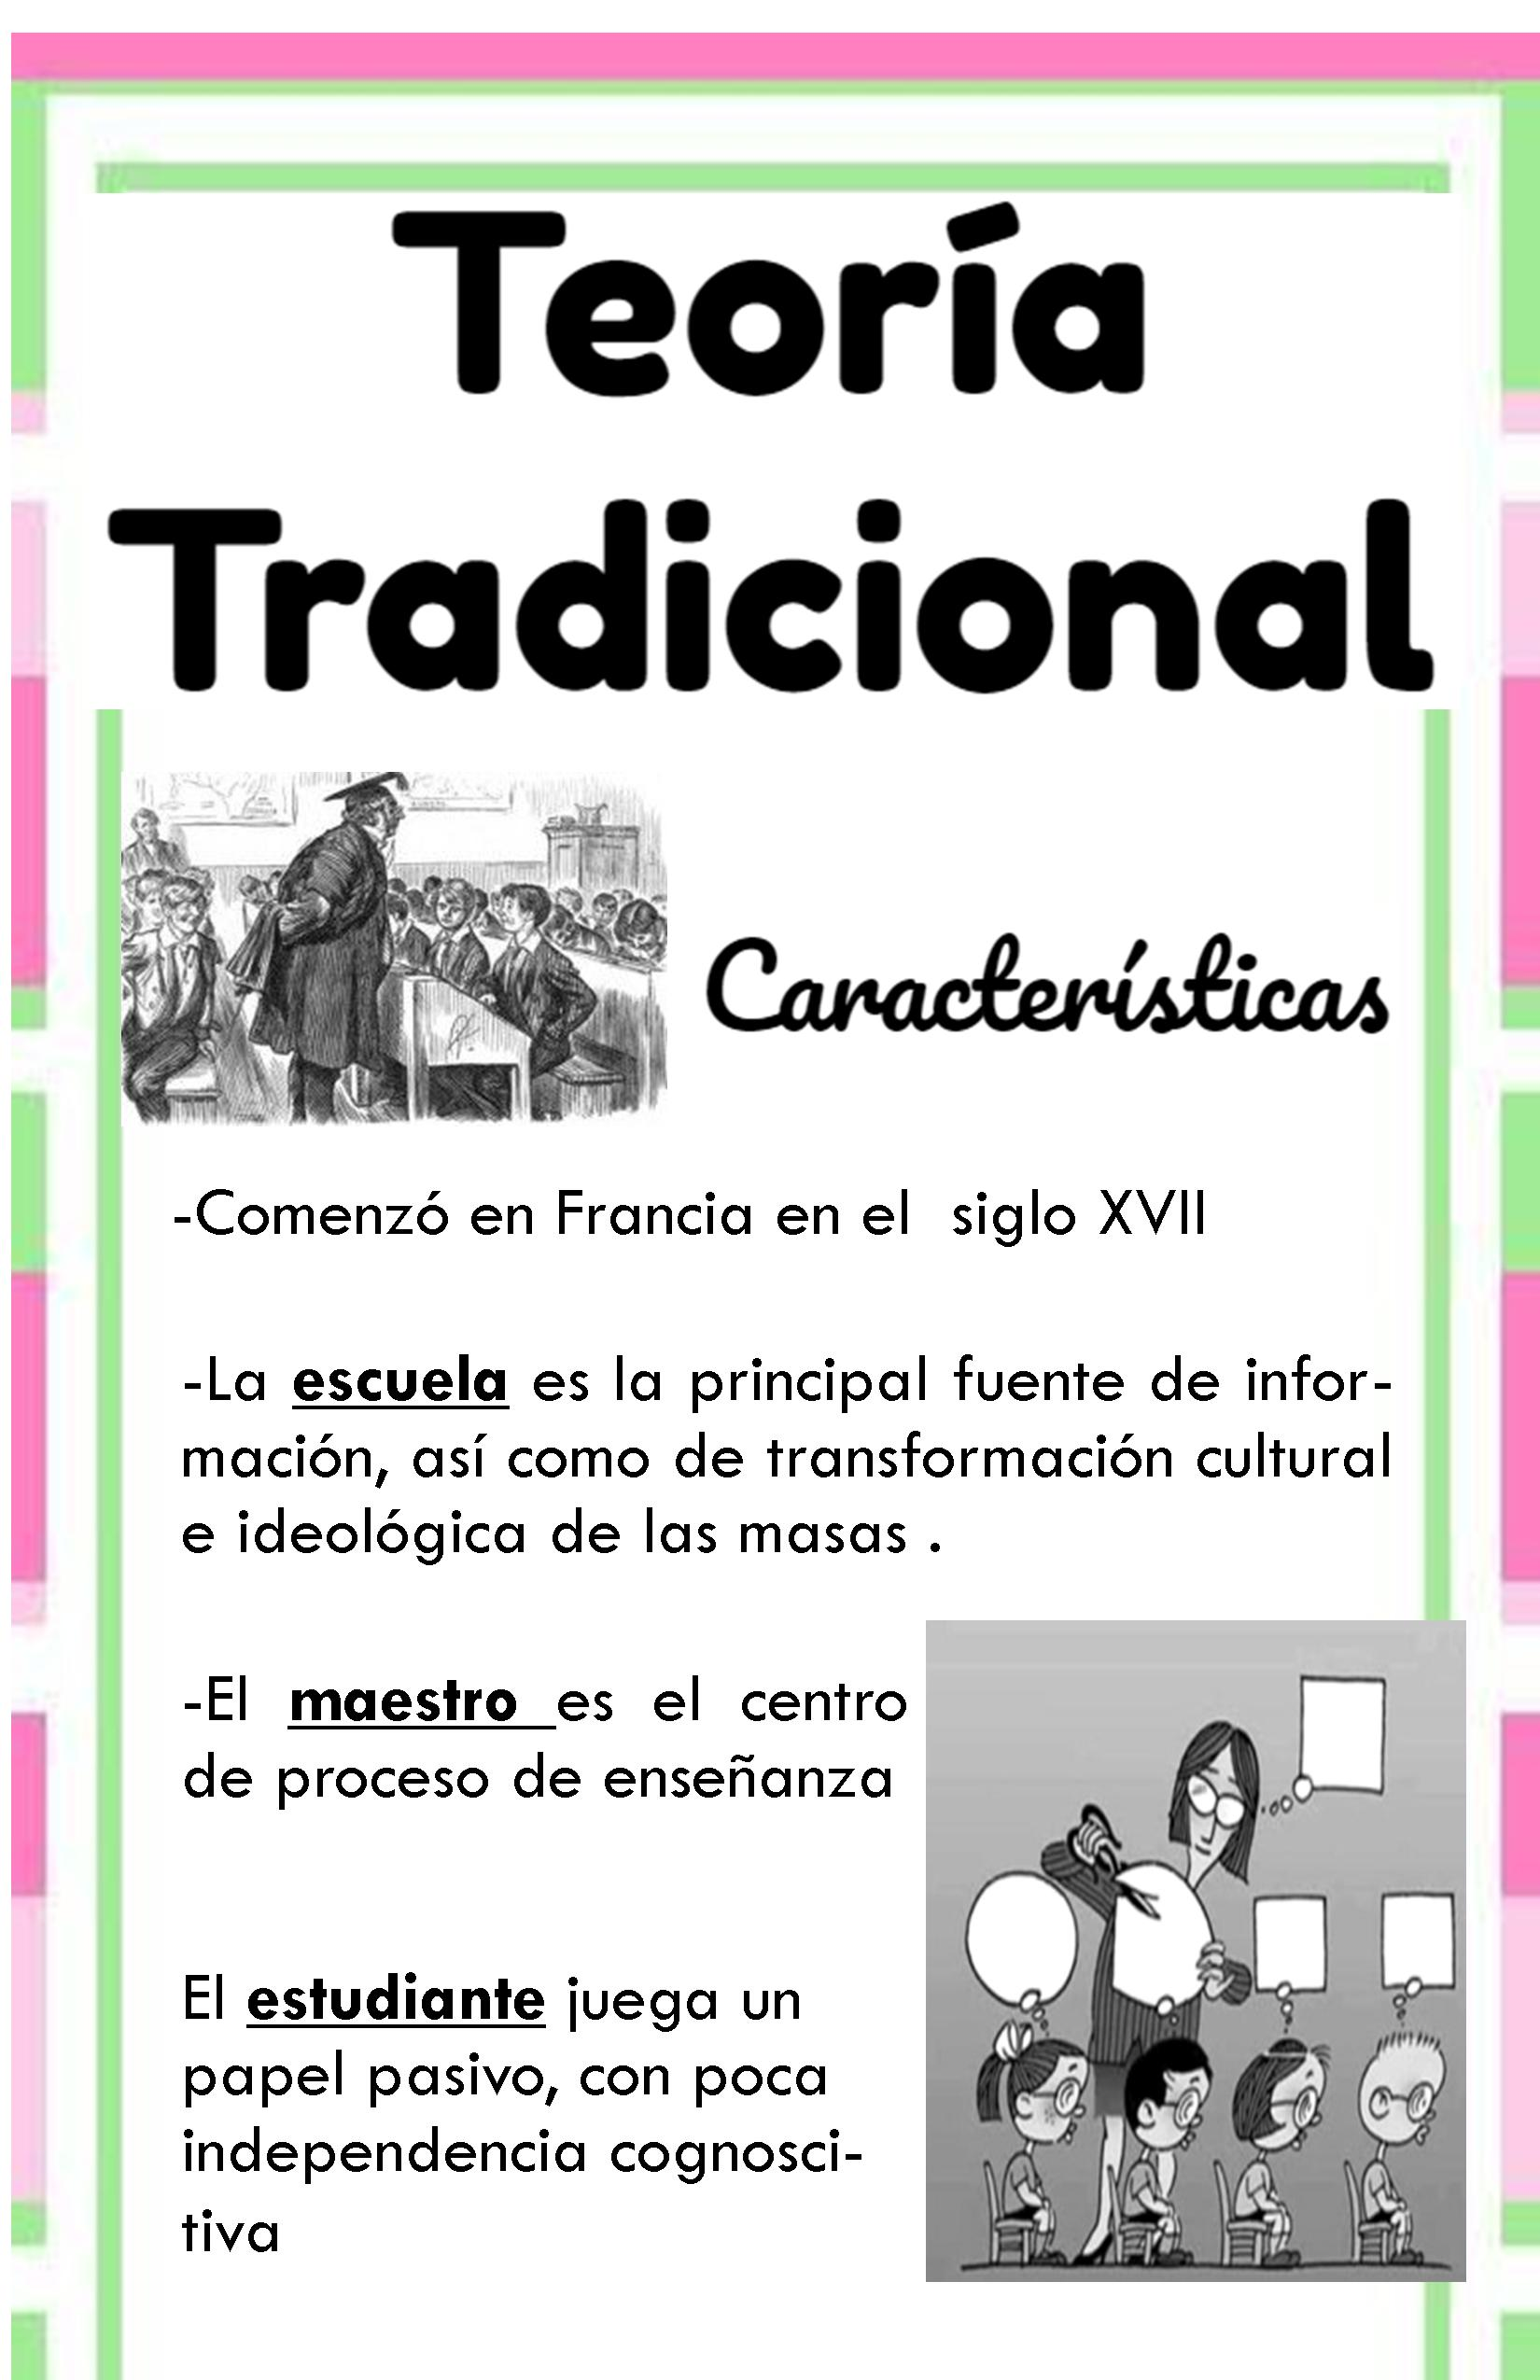 Teoría
Tradicional
Características
-Comenzó en Francia en el  siglo XVII
-La escuela es la principal fuente de infor-
mación, así como de transformación cultural
e ideológica de las masas .
-El maestro es el centro
de proceso de enseñanza
El estudiante juega un
papel pasivo, con poca
independencia cognosci-
tiva